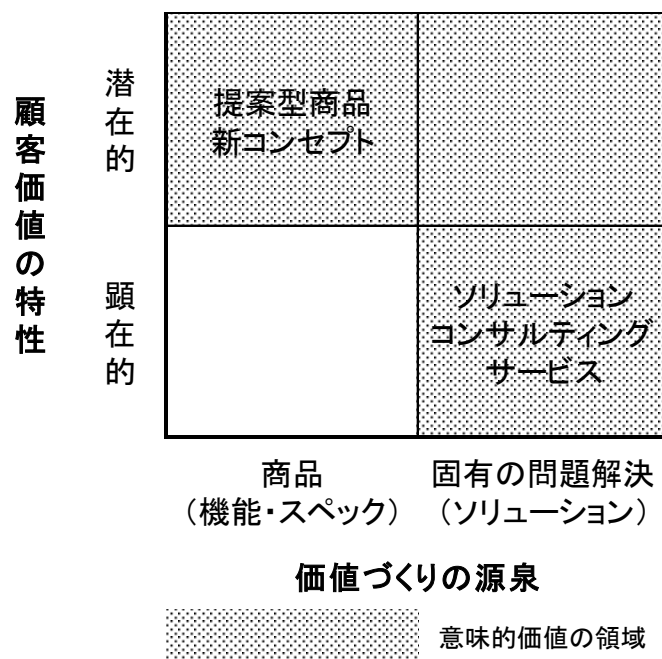 顧客価値の特性
潜在的
提案型商品
新コンセプト
顕在的
ソリューション
コンサルティング
サービス
商品
（機能・スペック）
固有の問題解決
（ソリューション）
価値づくりの源泉
意味的価値の領域